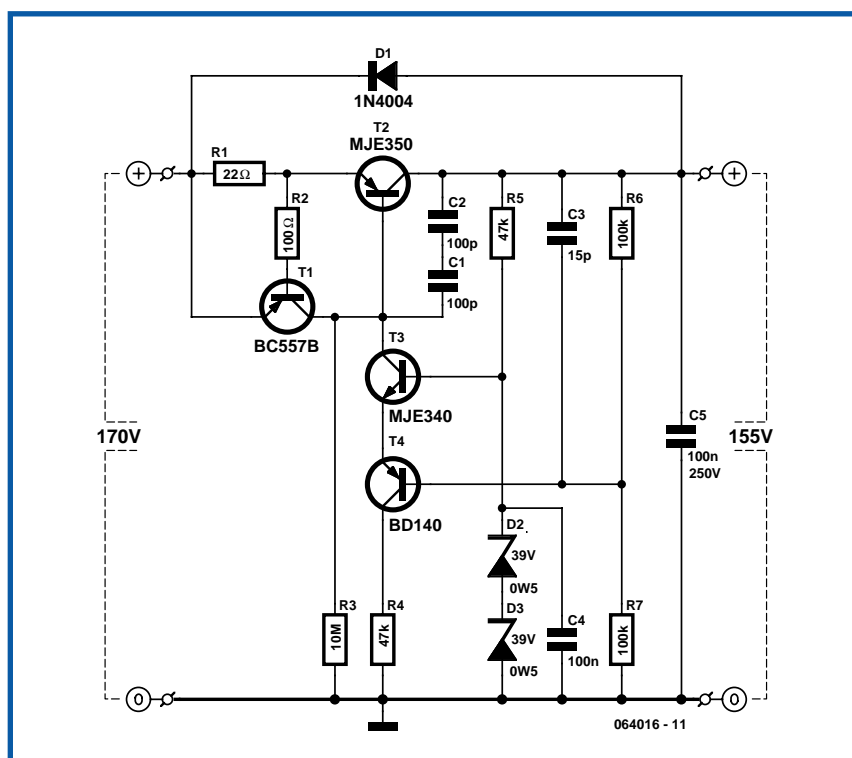 D1
1N4004
T2
MJE350
R1
22Ω
R2
100Ω
C2
100p
C1
100p
R5
47k
C3
15p
R6
100k
T1
BC557B
T3
MJE340
T4
BD140
170V
C5
100n
250V
155V
D2
39V
0W5
D3
39V
0W5
R3
10M
R4
47k
C4
100n
R7
100k
+
+
0
0
064016 - 11